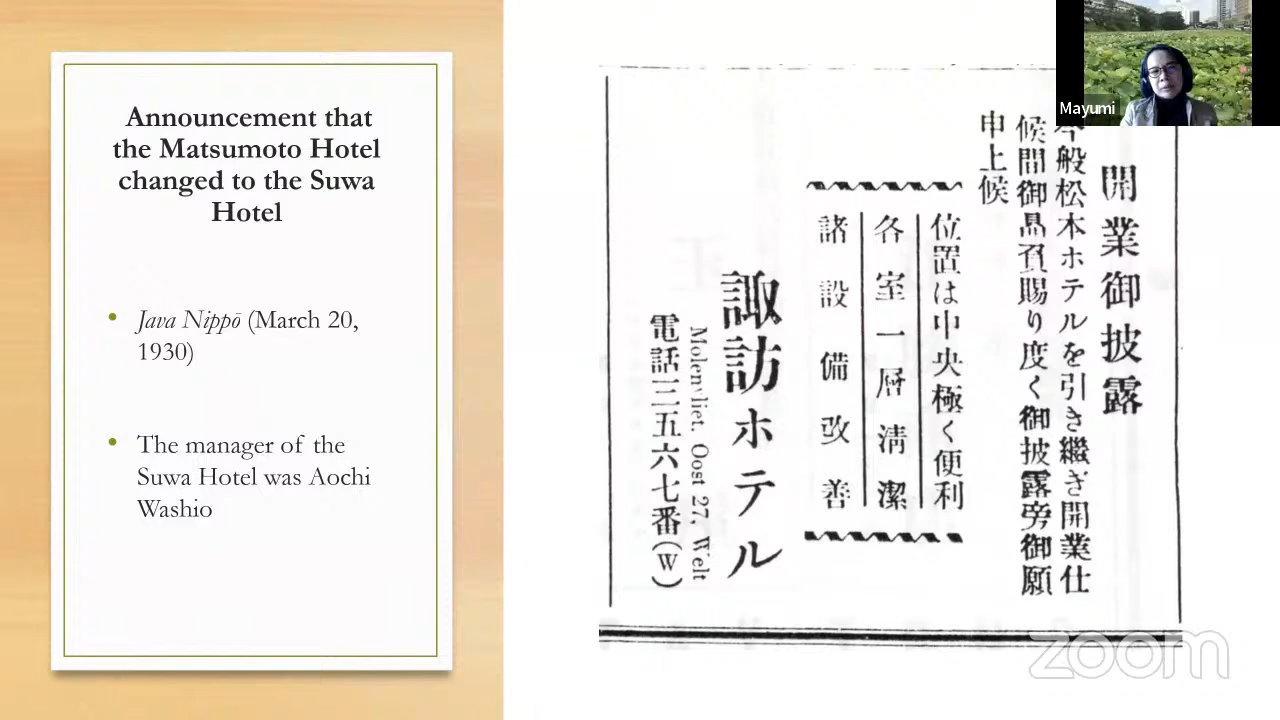 Announcement that
the Matsumoto Hotel
changed to the Suwa
Hotel
• Java Nippō (March 20,
1930)
• The manager of the
Suwa Hotel was Aochi
Washio
開業御披露
今般松本ホテルを引き繼ぎ開業仕
候間御贔負賜り度く御披露旁御願
申上候
位置は中央極く便利
各室一層淸潔
諸設備改善
諏訪ホテル
Molenvliet. Oost 27, Welt
電話三五六七番(W)
Mayumi
zoom